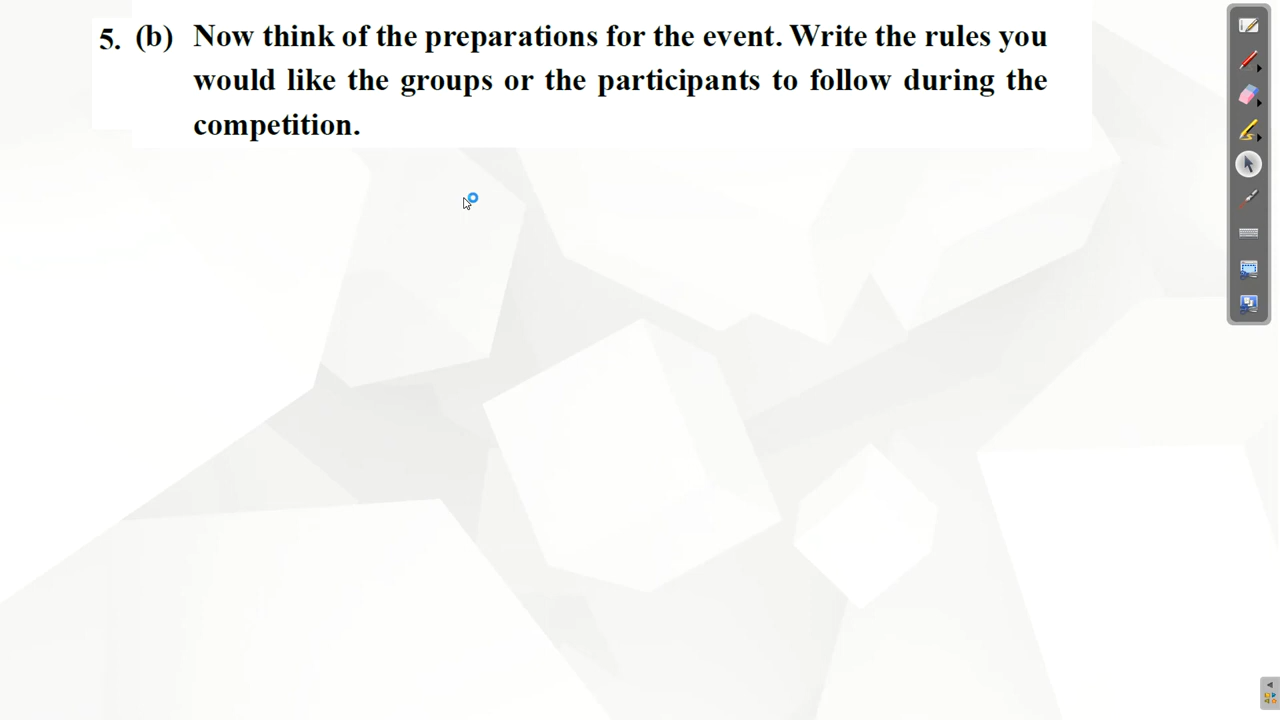 5. (b) Now think of the preparations for the event. Write the rules you
would like the groups or the participants to follow during the
competition.